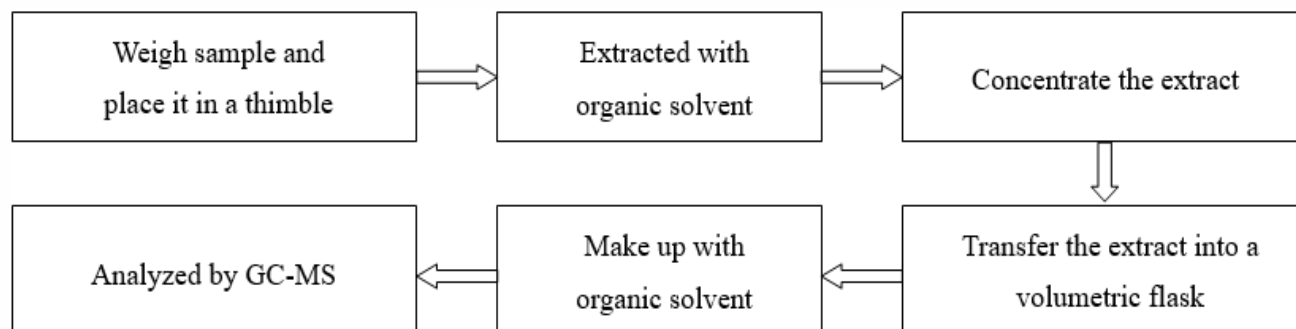 Weigh sample and
place it in a thimble
Extracted with
organic solvent
Concentrate the extract
Transfer the extract into a
volumetric flask
Make up with
organic solvent
Analyzed by GC-MS